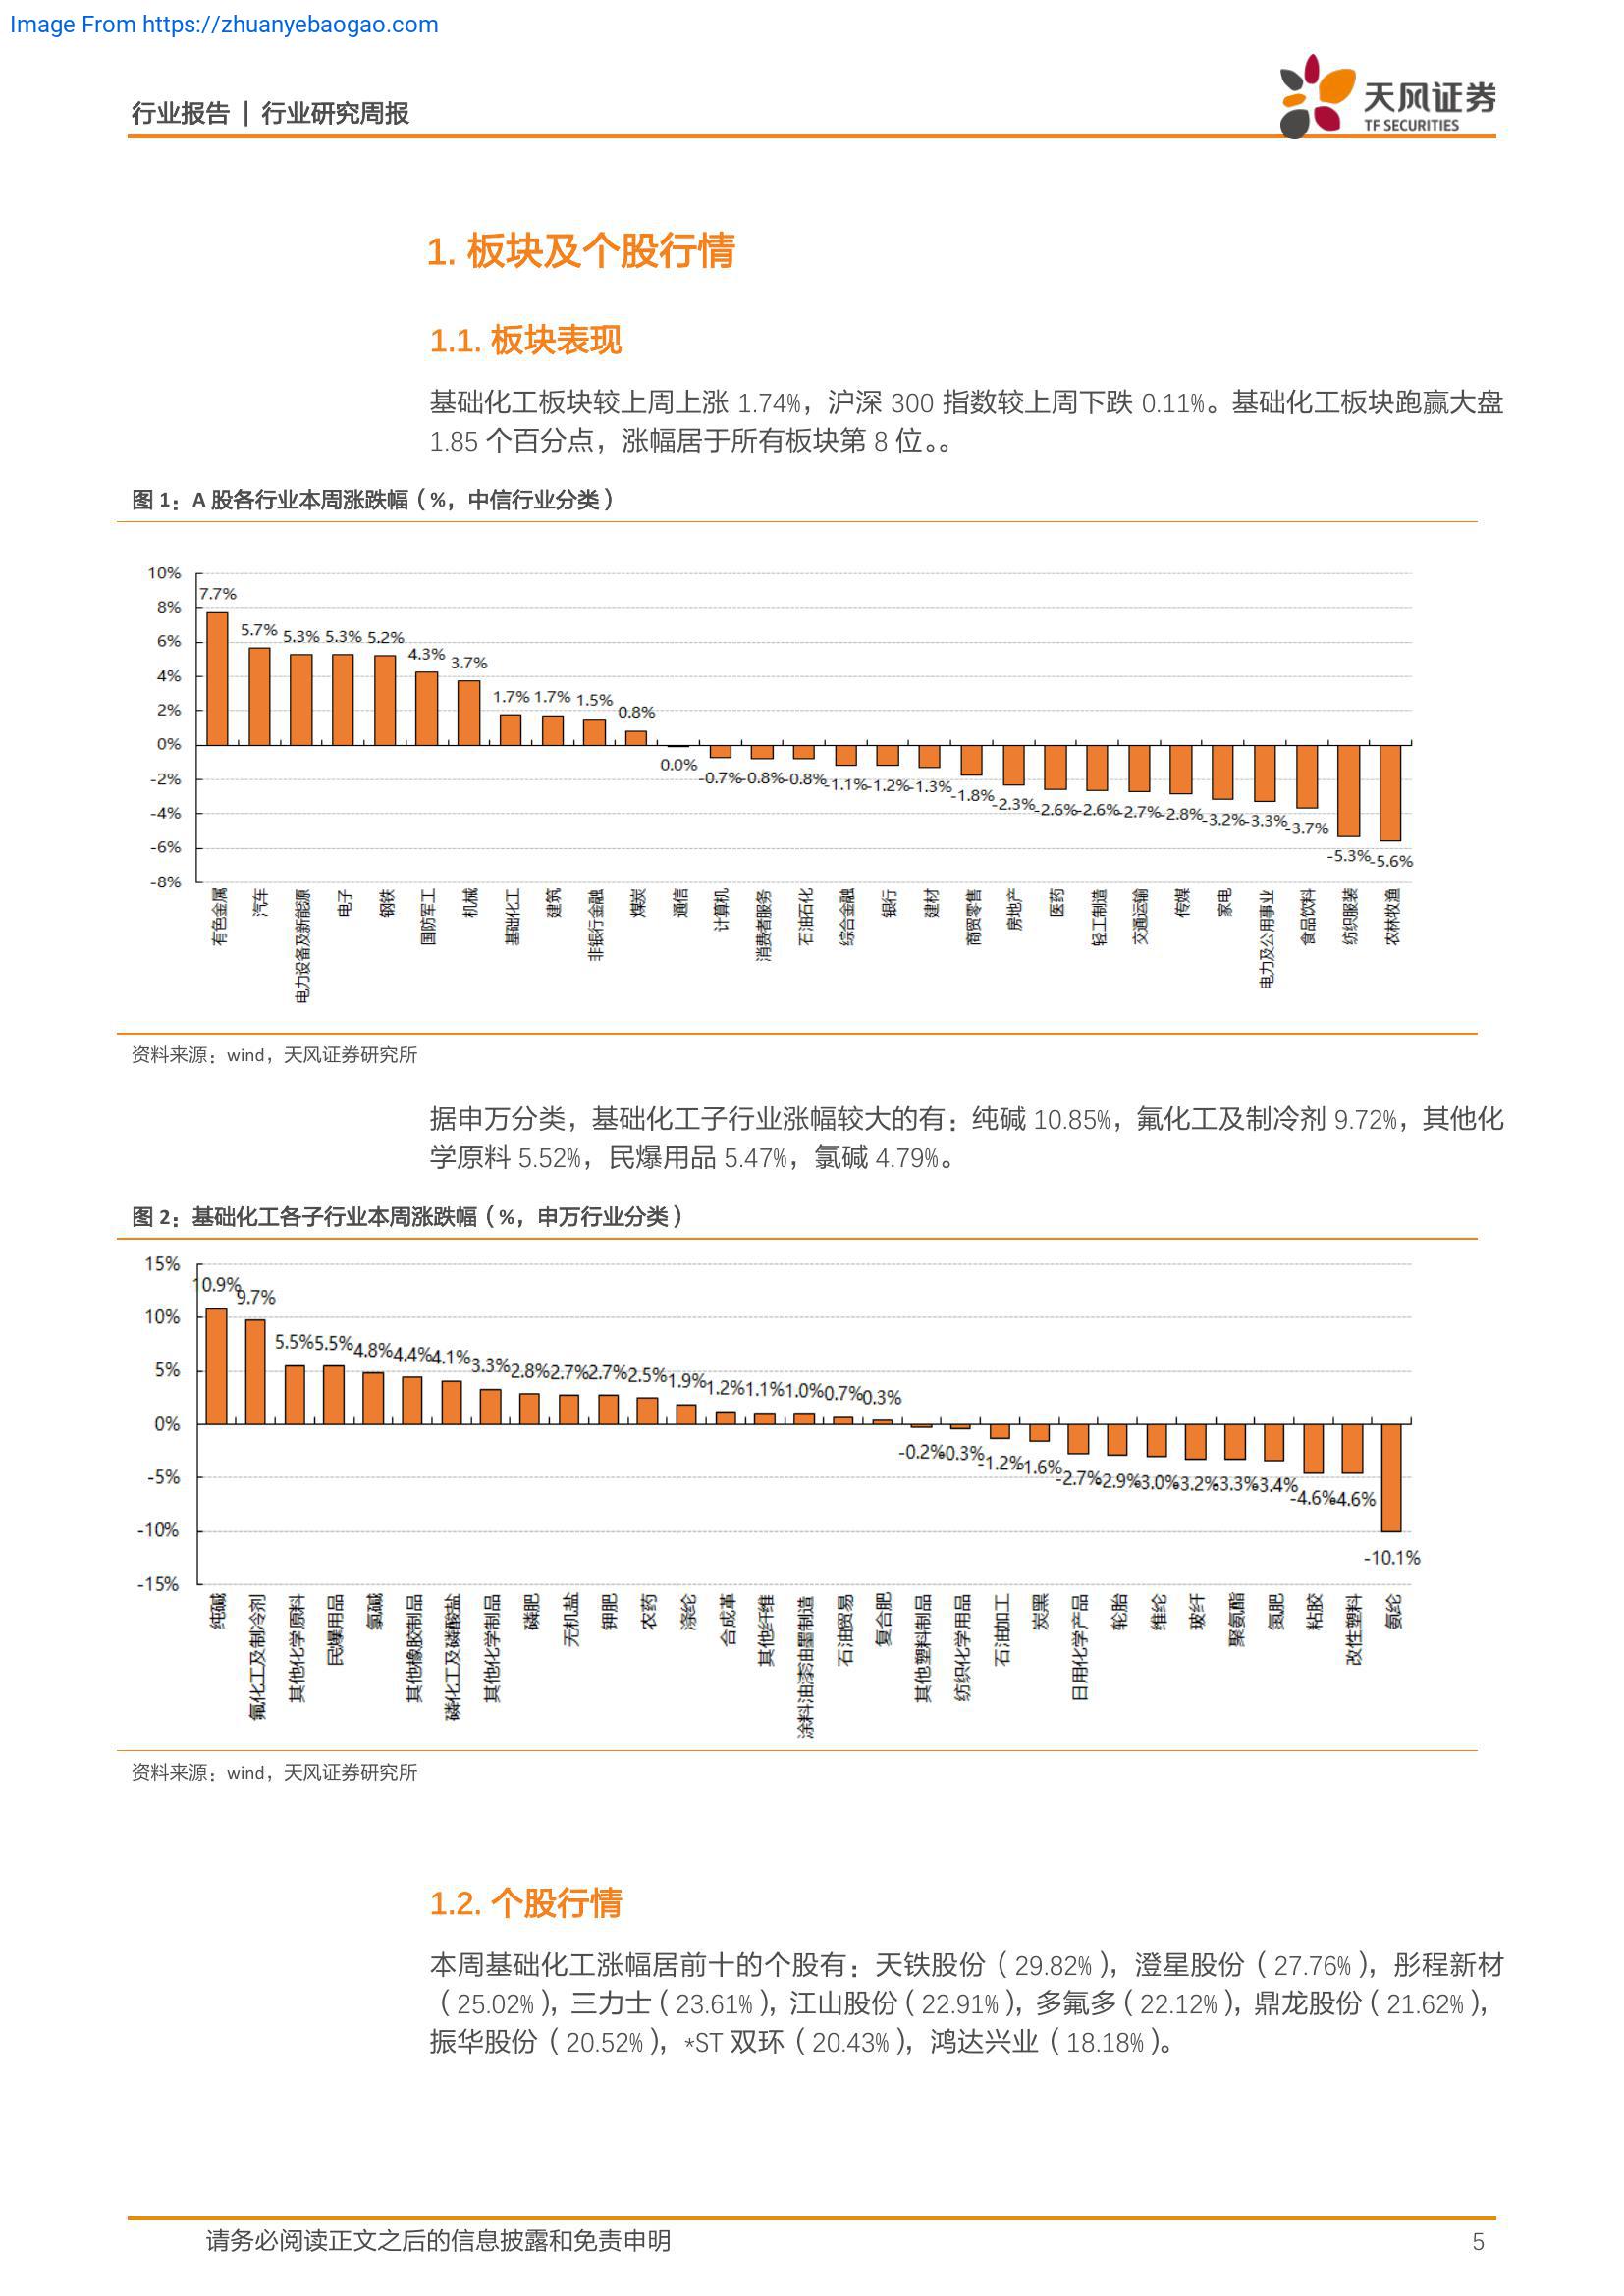 Image From https://zhuanyebaogao.com
行业报告 | 行业研究周报
天风证券
TF SECURITIES
1. 板块及个股行情
1.1. 板块表现
基础化工板块较上周上涨 1.74%，沪深 300 指数较上周下跌 0.11%。基础化工板块跑赢大盘
1.85 个百分点，涨幅居于所有板块第 8 位。。
图 1：A 股各行业本周涨跌幅（%，中信行业分类）
10%
8%
6%
4%
2%
0%
-2%
-4%
-6%
-8%
7.7% 5.7% 5.3% 5.3% 5.2% 4.3% 3.7% 1.7% 1.7% 1.5% 0.8% 0.0% -0.7% -0.8% -0.8% -1.1% -1.2% -1.3% -1.8% -2.3% -2.6% -2.6% -2.7% -2.8% -3.2% -3.3% -3.7% -5.3% -5.6%
有色金属
汽车
电力设备及新能源
电子
钢铁
国防军工
机械
基础化工
建筑
非银行金融
煤炭
通信
计算机
消费者服务
石油石化
综合金融
银行
建材
商贸零售
房地产
医药
轻工制造
交通运输
传媒
家电
电力及公用事业
食品饮料
纺织服装
农林牧渔
资料来源：wind，天风证券研究所
据申万分类，基础化工子行业涨幅较大的有：纯碱 10.85%，氟化工及制冷剂 9.72%，其他化
学原料 5.52%，民爆用品 5.47%，氯碱 4.79%。
图 2：基础化工各子行业本周涨跌幅（%，申万行业分类）
15%
10%
5%
0%
-5%
-10%
-15%
10.9% 9.7% 5.5% 5.5% 4.8% 4.4% 4.1% 3.3% 2.8% 2.7% 2.7% 2.5% 1.9% 1.2% 1.1% 1.0% 0.7% 0.3% -0.2% -0.3% -1.2% -1.6% -2.7% -2.9% -3.0% -3.2% -3.3% -3.4% -4.6% -4.6% -10.1%
纯碱
氟化工及制冷剂
其他化学原料
民爆用品
氯碱
其他橡胶制品
磷化工及磷酸盐
其他化学制品
磷肥
无机盐
钾肥
农药
涤纶
合成革
其他纤维
涂料油漆油墨制造
石油贸易
复合肥
其他塑料制品
纺织化学用品
石油加工
炭黑
日用化学产品
轮胎
维纶
玻纤
聚氨酯
氮肥
粘胶
改性塑料
氨纶
资料来源：wind，天风证券研究所
1.2. 个股行情
本周基础化工涨幅居前十的个股有：天铁股份（29.82%），澄星股份（27.76%），彤程新材
（25.02%），三力士（23.61%），江山股份（22.91%），多氟多（22.12%），鼎龙股份（21.62%），
振华股份（20.52%），*ST 双环（20.43%），鸿达兴业（18.18%）。
请务必阅读正文之后的信息披露和免责申明
5